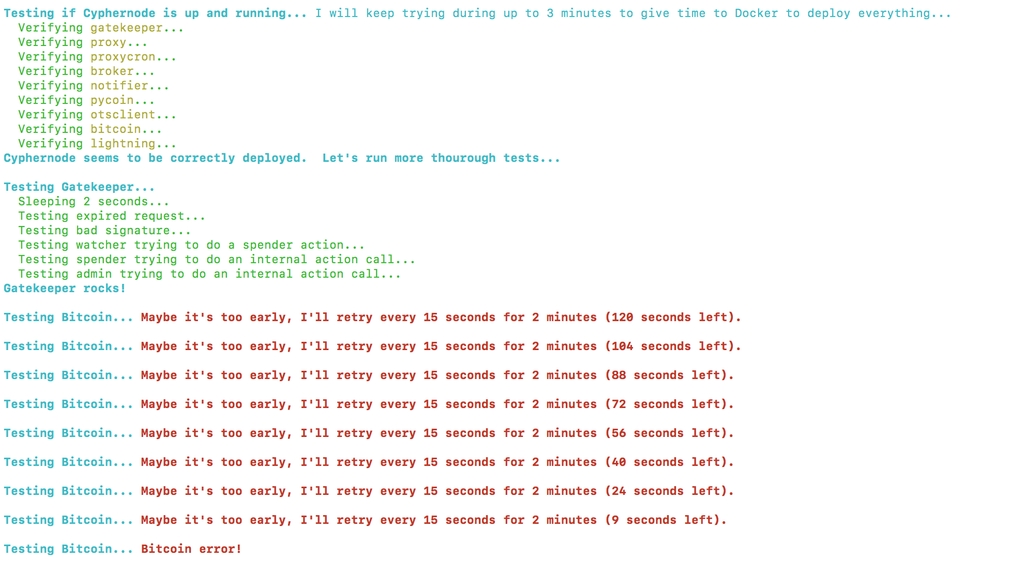 Testing if Cyphernode is up and running... I will keep trying during up to 3 minutes to give time to Docker to deploy everything...
Verifying gatekeeper...
Verifying proxy...
Verifying proxycron...
Verifying broker...
Verifying notifier...
Verifying pycoin...
Verifying otsclient...
Verifying bitcoin...
Verifying lightning...
Cyphernode seems to be correctly deployed.  Let's run more thourough tests...
Testing Gatekeeper...
Sleeping 2 seconds...
Testing expired request...
Testing bad signature...
Testing watcher trying to do a spender action...
Testing spender trying to do an internal action call...
Testing admin trying to do an internal action call...
Gatekeeper rocks!
Testing Bitcoin... Maybe it's too early, I'll retry every 15 seconds for 2 minutes (120 seconds left).
Testing Bitcoin... Maybe it's too early, I'll retry every 15 seconds for 2 minutes (104 seconds left).
Testing Bitcoin... Maybe it's too early, I'll retry every 15 seconds for 2 minutes (88 seconds left).
Testing Bitcoin... Maybe it's too early, I'll retry every 15 seconds for 2 minutes (72 seconds left).
Testing Bitcoin... Maybe it's too early, I'll retry every 15 seconds for 2 minutes (56 seconds left).
Testing Bitcoin... Maybe it's too early, I'll retry every 15 seconds for 2 minutes (40 seconds left).
Testing Bitcoin... Maybe it's too early, I'll retry every 15 seconds for 2 minutes (24 seconds left).
Testing Bitcoin... Maybe it's too early, I'll retry every 15 seconds for 2 minutes (9 seconds left).
Testing Bitcoin... Bitcoin error!